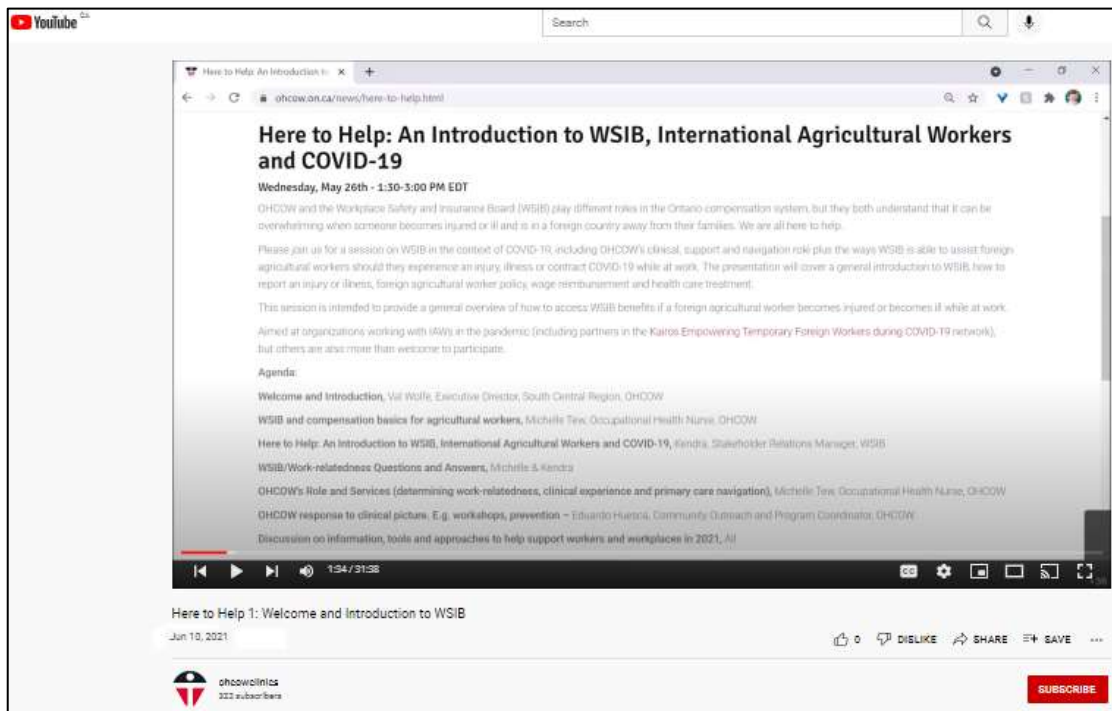 YouTube CA
Search
Here to Help: An Introduction to
ohcow.on.ca/news/here-to-help.html
Here to Help: An Introduction to WSIB, International Agricultural Workers
and COVID-19
Wednesday, May 26th - 1:30-3:00 PM EDT
OHCOW and the Workplace Safety and Insurance Board (WSIB) play different roles in the Ontario compensation system, but they both understand that it can be
overwhelming when someone becomes injured or ill and is in a foreign country away from their families. We are all here to help.
Please join us for a session on WSIB in the context of COVID-19, including OHCOW's clinical, support and navigation role plus the ways WSIB is able to assist foreign
agricultural workers should they experience an injury, illness or contract COVID-19 while at work. The presentation will cover a general introduction to WSIB, how to
report an injury or illness, foreign agricultural worker policy, wage reimbursement and health care treatment.
This session is intended to provide a general overview of how to access WSIB benefits if a foreign agricultural worker becomes injured or becomes ill while at work.
Aimed at organizations working with IAWs in the pandemic (including partners in the Kairos Empowering Temporary Foreign Workers during COVID-19 network),
but others are also more than welcome to participate.
Agenda:
Welcome and Introduction, Val Wolfe, Executive Director, South Central Region, OHCOW
WSIB and compensation basics for agricultural workers, Michelle Tew, Occupational Health Nurse, OHCOW
Here to Help: An Introduction to WSIB, International Agricultural Workers and COVID-19, Kendra, Stakeholder Relations Manager, WSIB
WSIB/Work-relatedness Questions and Answers, Michelle & Kendra
OHCOW's Role and Services (determining work-relatedness, clinical experience and primary care navigation), Michelle Tew, Occupational Health Nurse, OHCOW
OHCOW response to clinical picture. E.g. workshops, prevention – Eduardo Huesca, Community Outreach and Program Coordinator, OHCOW
Discussion on information, tools and approaches to help support workers and workplaces in 2021, All
1:34 / 31:38
CC
Here to Help 1: Welcome and Introduction to WSIB
Jun 10, 2021
0 DISLIKE SHARE SAVE ...
ohcowclinics
322 subscribers
SUBSCRIBE